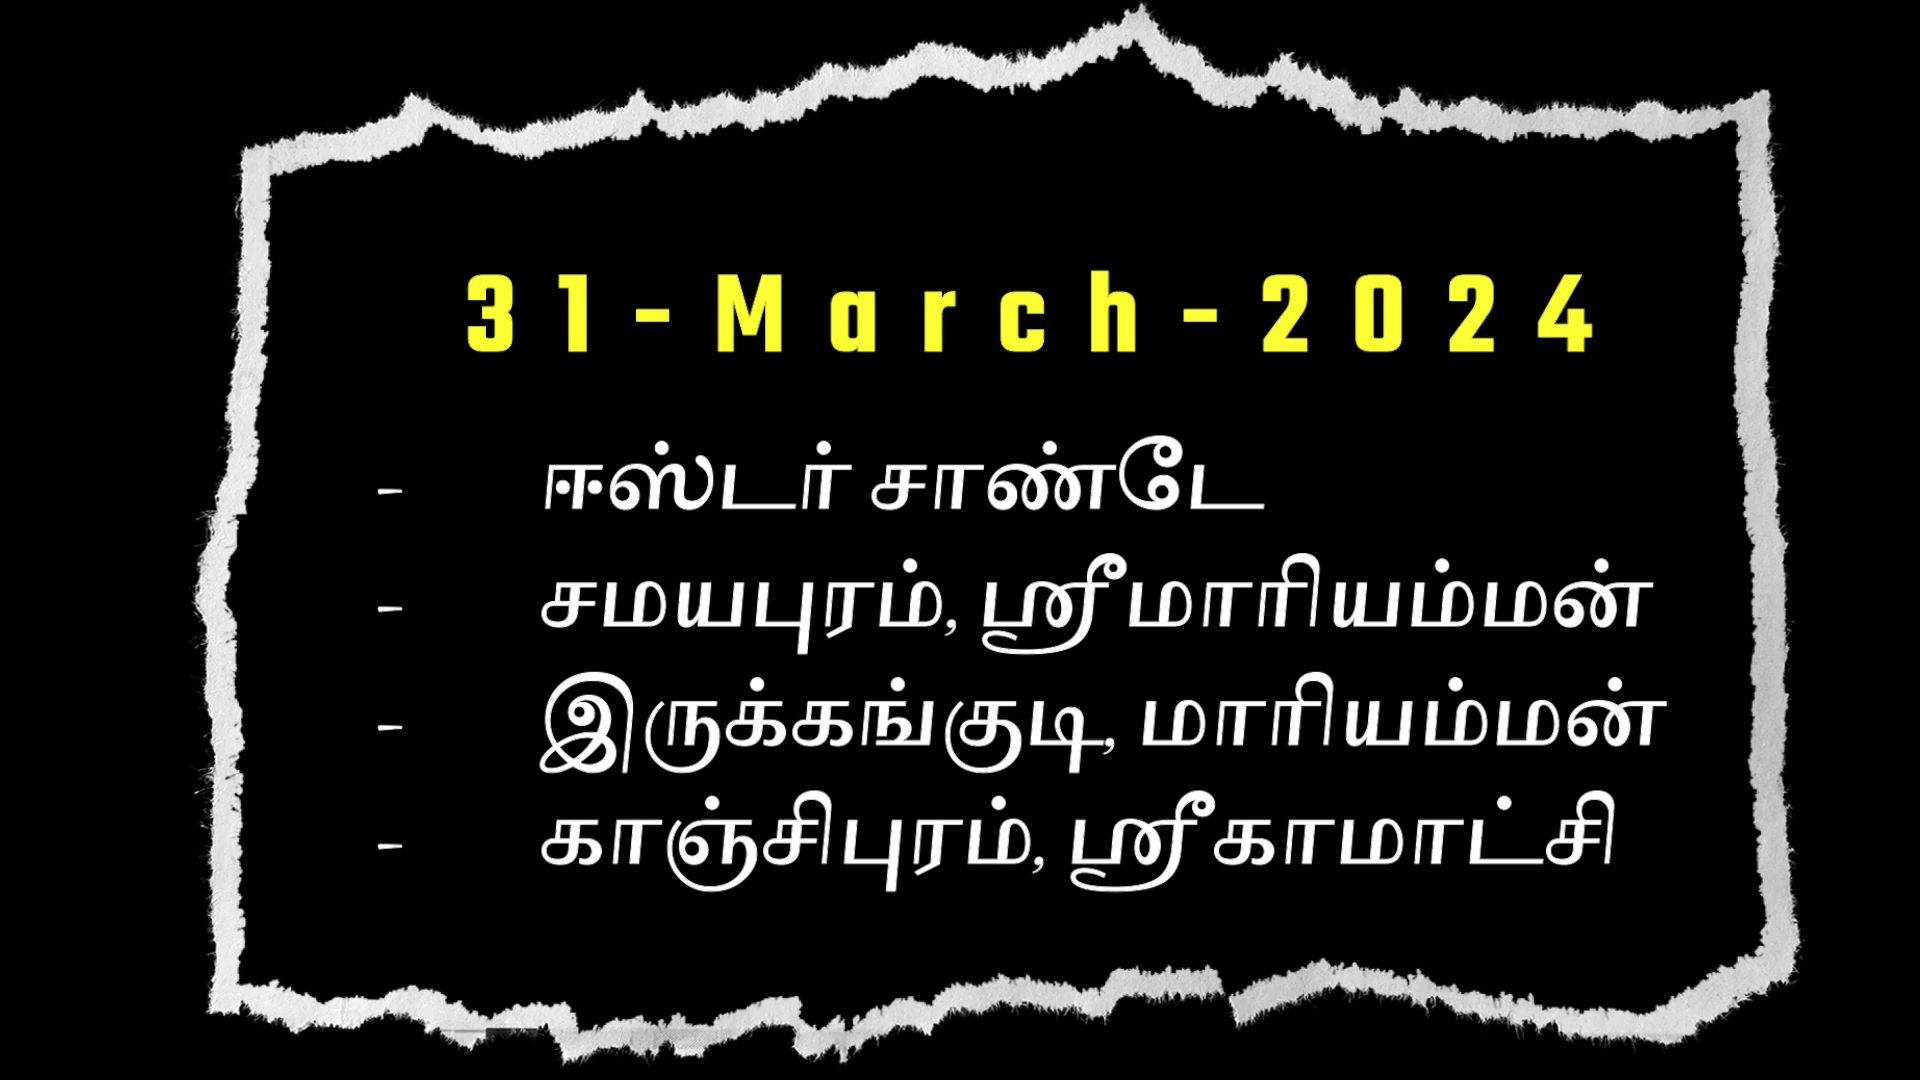 31-March-2024
- ஈஸ்டர் சாண்டே
- சமயபுரம், ஸ்ரீமாரியம்மன்
- இருக்கங்குடி, மாரியம்மன்
- காஞ்சிபுரம், ஸ்ரீகாமாட்சி